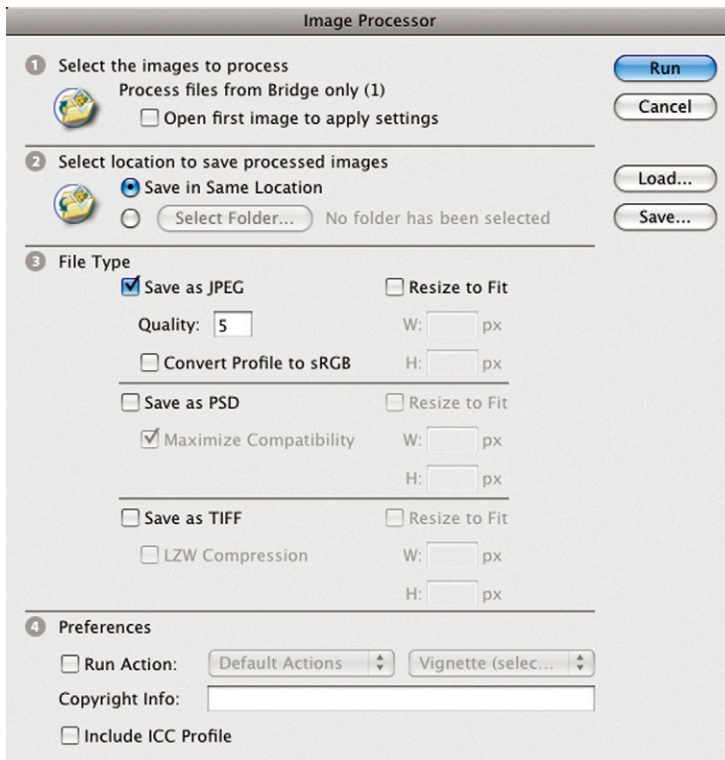 Image Processor
1 Select the images to process
Process files from Bridge only (1)
Open first image to apply settings
Run
Cancel
2 Select location to save processed images
Save in Same Location
Select Folder... No folder has been selected
Load...
Save...
3 File Type
Save as JPEG Resize to Fit
Quality: 5 W: px
Convert Profile to sRGB H: px
Save as PSD Resize to Fit
Maximize Compatibility W: px
H: px
Save as TIFF Resize to Fit
LZW Compression W: px
H: px
4 Preferences
Run Action: Default Actions Vignette (selec...
Copyright Info:
Include ICC Profile